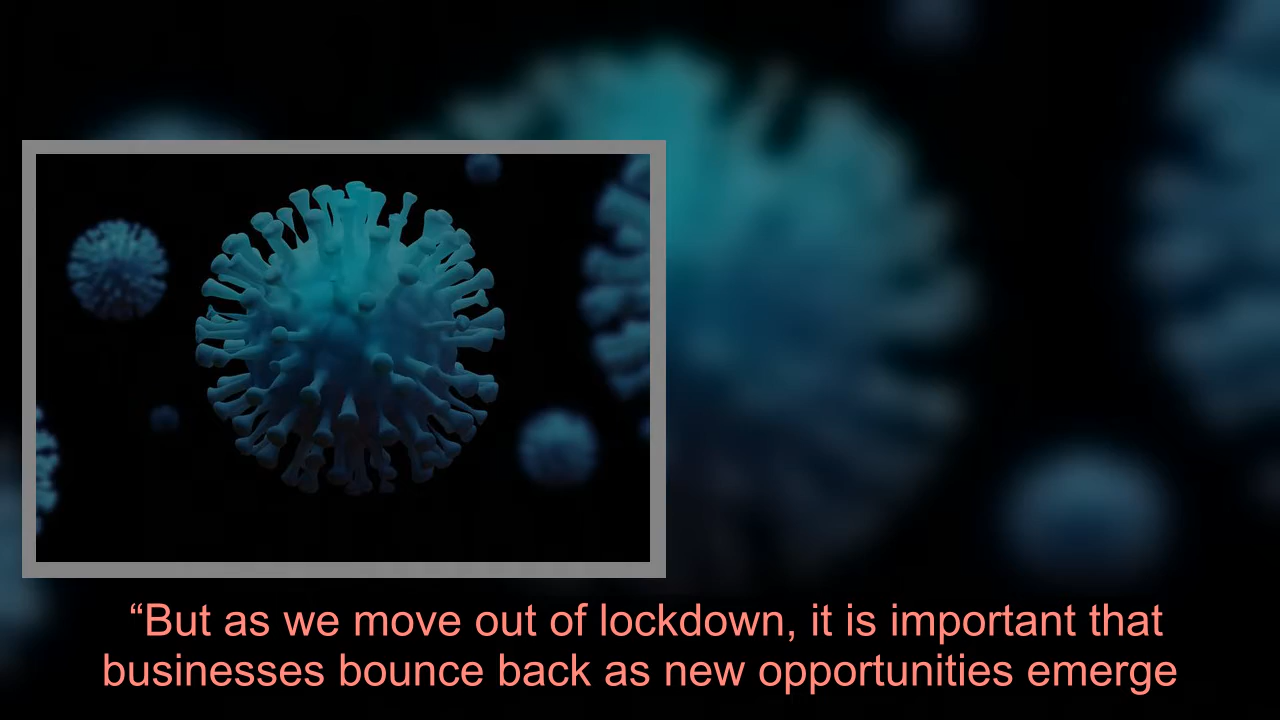 “But as we move out of lockdown, it is important that
businesses bounce back as new opportunities emerge